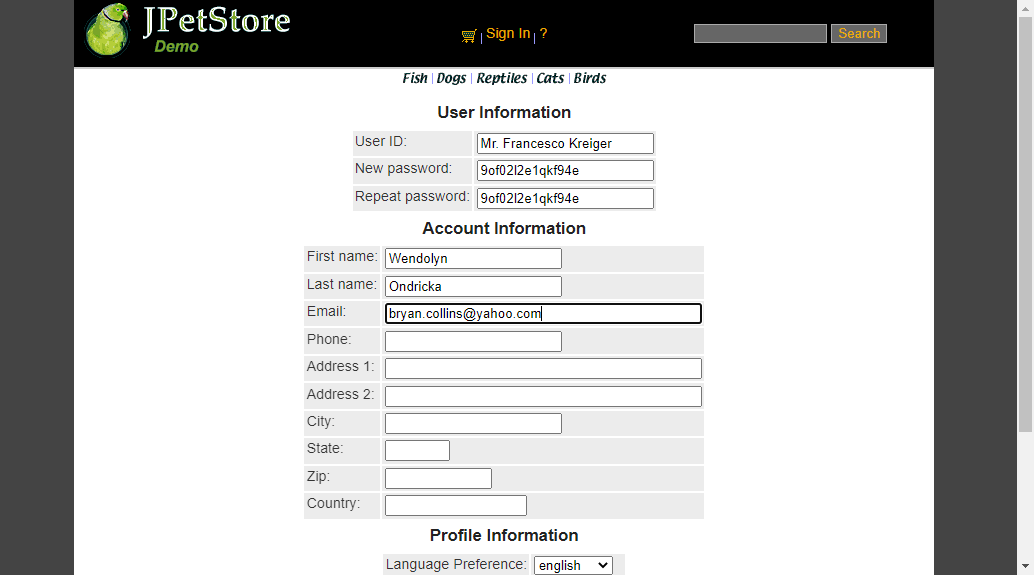 JPetStore
Demo
Sign In | ?
Search
Fish | Dogs | Reptiles | Cats | Birds
User Information
User ID: Mr. Francesco Kreiger
New password: 9of02l2e1qkf94e
Repeat password: 9of02l2e1qkf94e
Account Information
First name: Wendolyn
Last name: Ondricka
Email: bryan.collins@yahoo.com
Phone:
Address 1:
Address 2:
City:
State:
Zip:
Country:
Profile Information
Language Preference: english